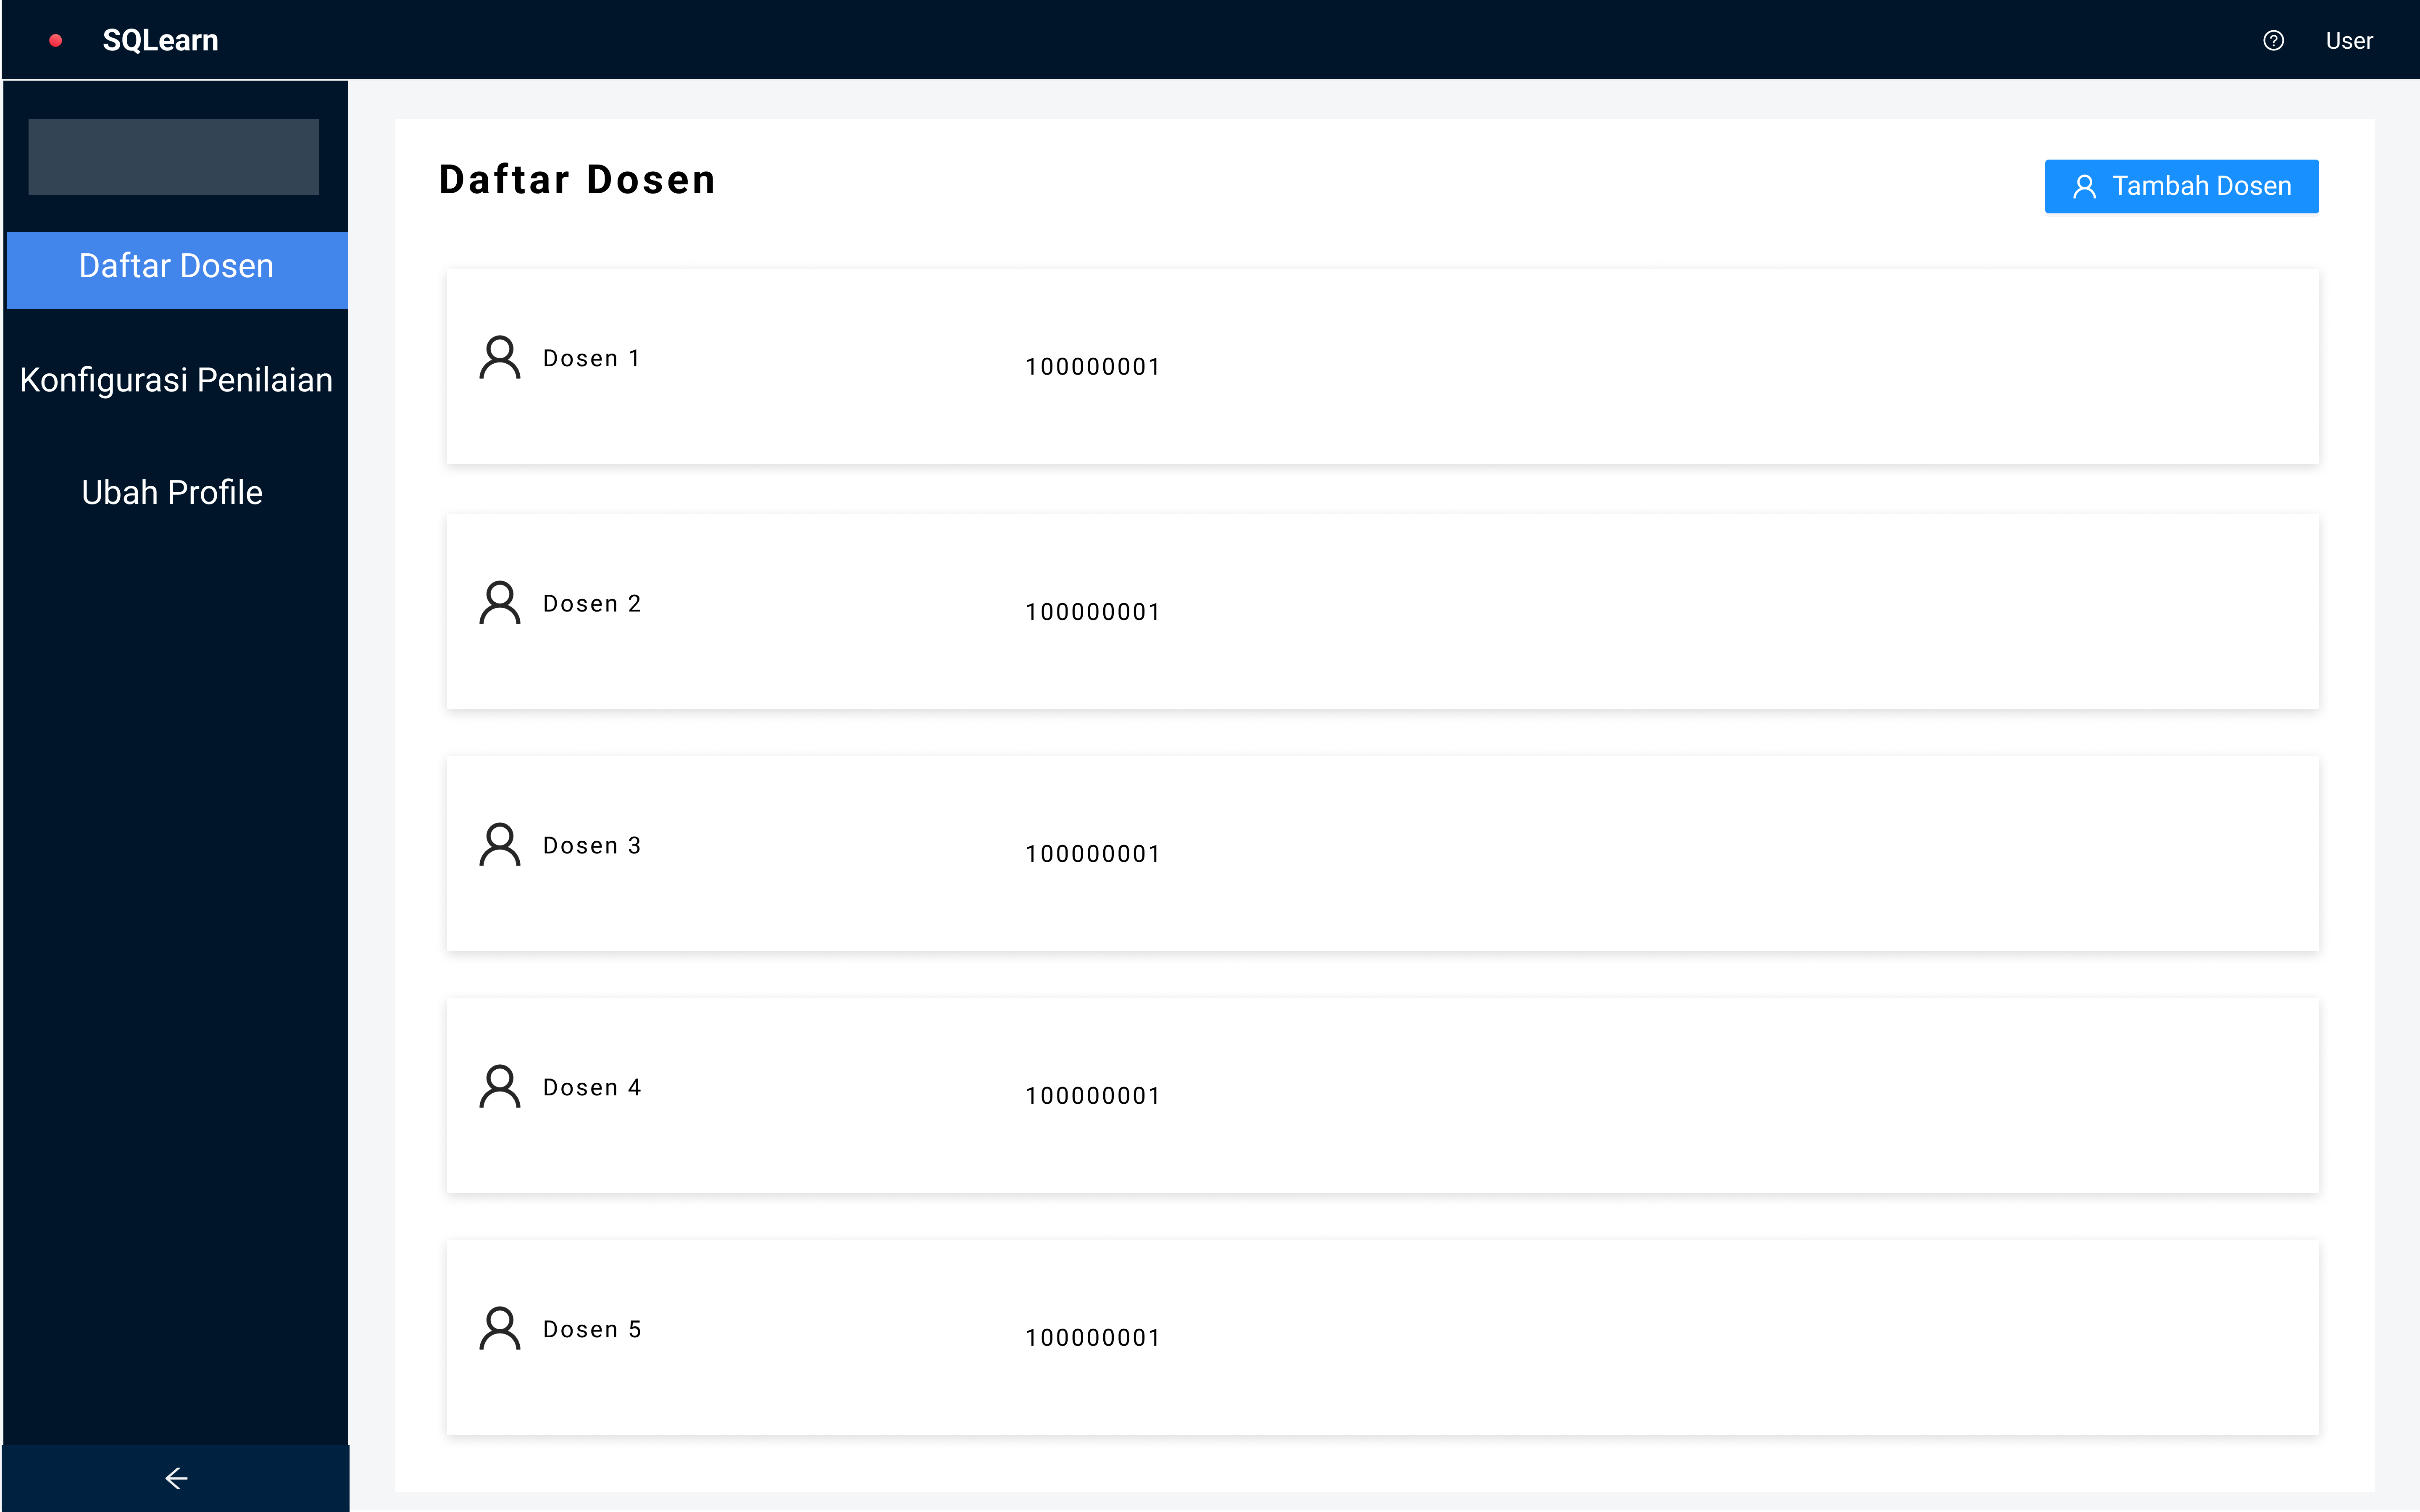 SQLearn
User
Daftar Dosen
Konfigurasi Penilaian
Ubah Profile
Daftar Dosen
Tambah Dosen
Dosen 1
100000001
Dosen 2
100000001
Dosen 3
100000001
Dosen 4
100000001
Dosen 5
100000001